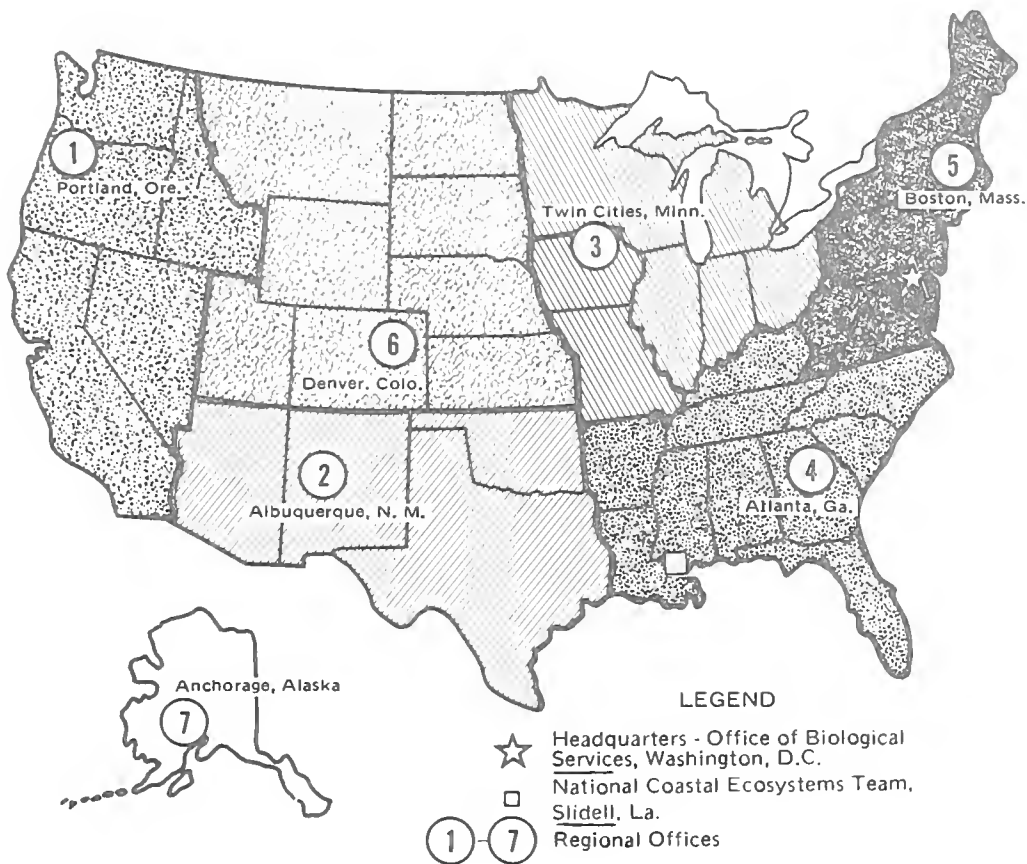 1
Portland, Ore.
5
Boston, Mass.
Twin Cities, Minn.
3
6
Denver. Colo.
2
Albuquerque, N. M.
4
Atlanta, Ga.
Anchorage, Alaska
7
LEGEND
Headquarters - Office of Biological
Services, Washington, D.C.
National Coastal Ecosystems Team,
Slidell, La.
1-7 Regional Offices